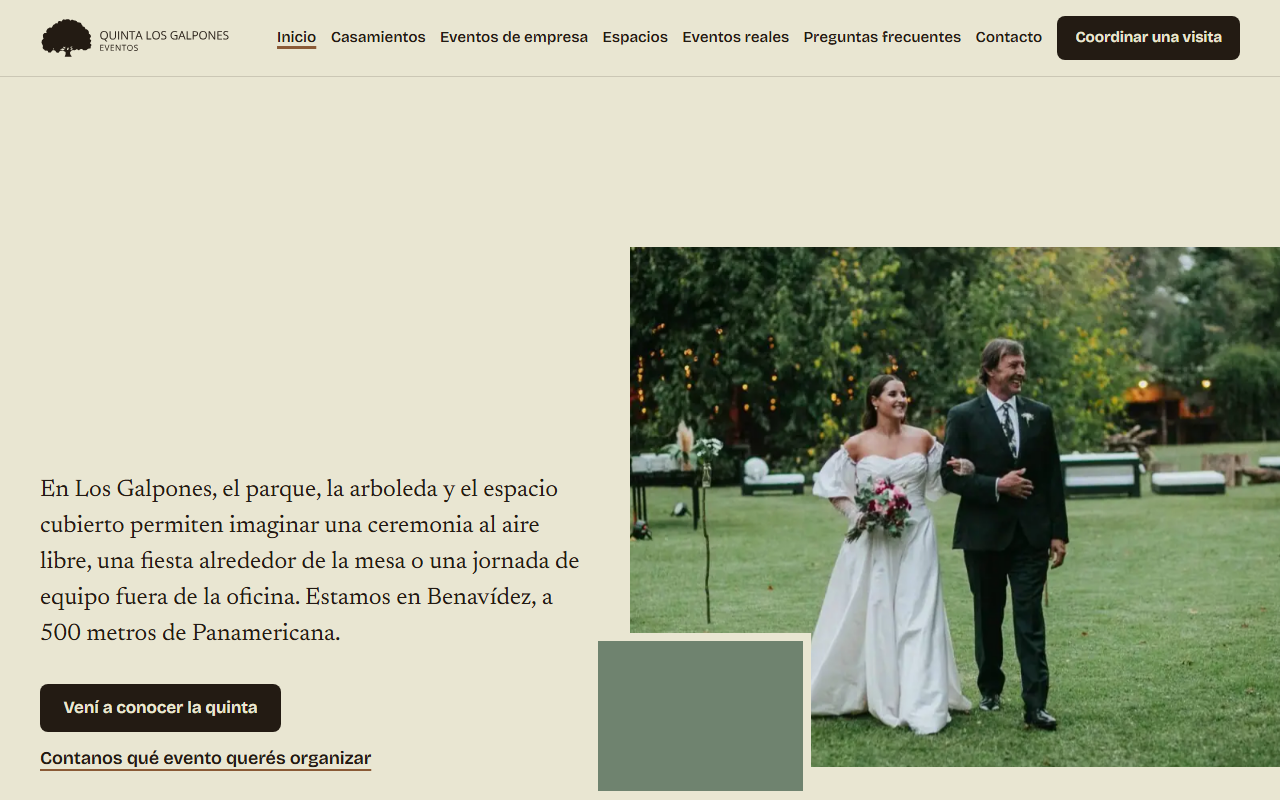 QUINTA LOS GALPONES
EVENTOS
Inicio
Casamientos
Eventos de empresa
Espacios
Eventos reales
Preguntas frecuentes
Contacto
Coordinar una visita
En Los Galpones, el parque, la arboleda y el espacio
cubierto permiten imaginar una ceremonia al aire
libre, una fiesta alrededor de la mesa o una jornada de
equipo fuera de la oficina. Estamos en Benavídez, a
500 metros de Panamericana.
Vení a conocer la quinta
Contanos qué evento querés organizar